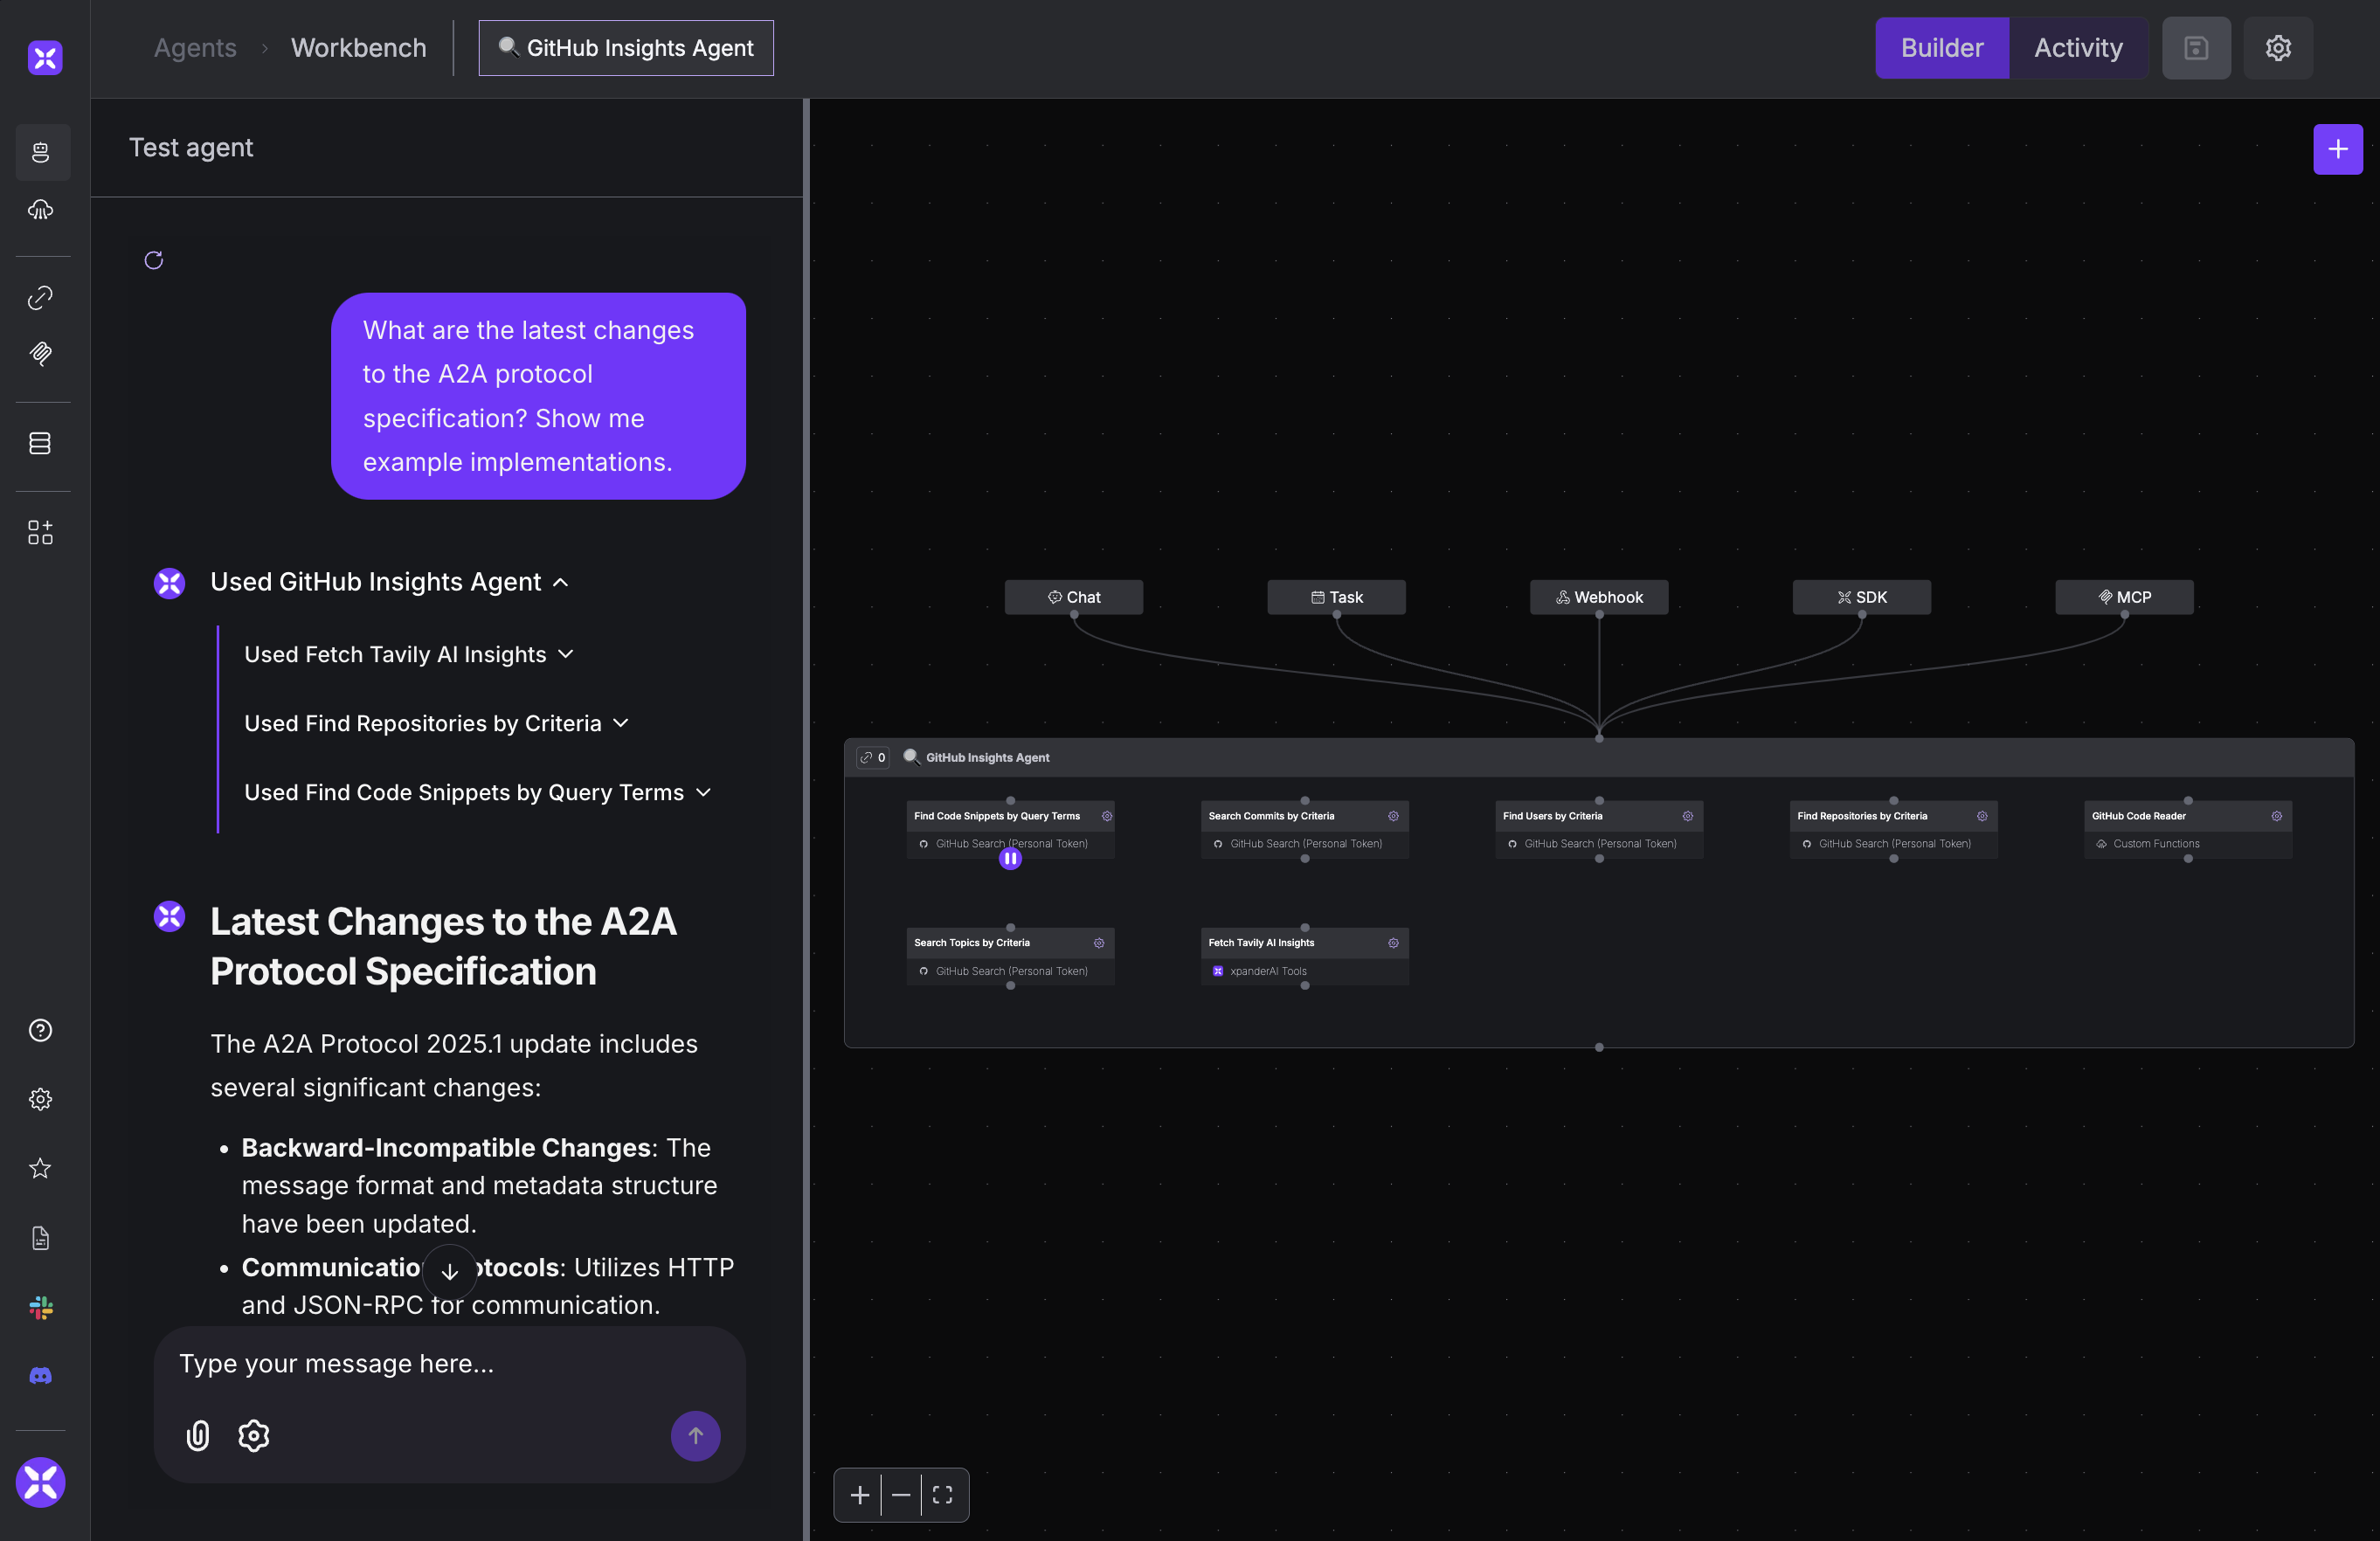 Agents
Workbench
GitHub Insights Agent
Builder
Activity
Test agent
What are the latest changes
to the A2A protocol
specification? Show me
example implementations.
Used GitHub Insights Agent
Used Fetch Tavily AI Insights
Used Find Repositories by Criteria
Used Find Code Snippets by Query Terms
Latest Changes to the A2A
Protocol Specification
The A2A Protocol 2025.1 update includes
several significant changes:
• Backward-Incompatible Changes: The
message format and metadata structure
have been updated.
• Communicatio otocols: Utilizes HTTP
and JSON-RPC for communication.
Type your message here...
Chat
Task
Webhook
SDK
MCP
0
GitHub Insights Agent
Find Code Snippets by Query Terms
GitHub Search (Personal Token)
Search Commits by Criteria
GitHub Search (Personal Token)
Find Users by Criteria
GitHub Search (Personal Token)
Find Repositories by Criteria
GitHub Search (Personal Token)
GitHub Code Reader
Custom Functions
Search Topics by Criteria
GitHub Search (Personal Token)
Fetch Tavily AI Insights
xpanderAI Tools